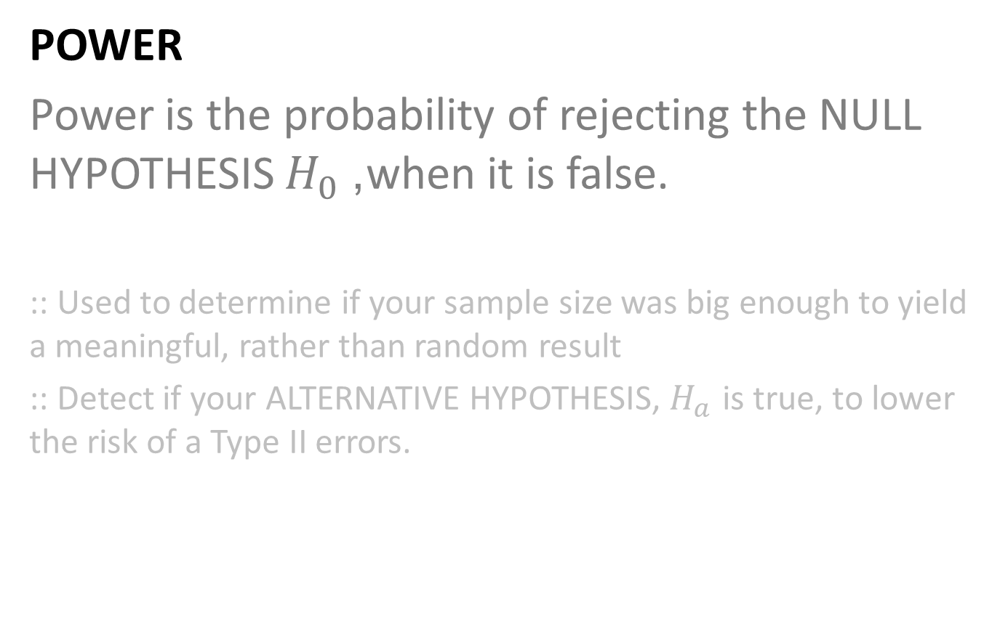 POWER
Power is the probability of rejecting the NULL
HYPOTHESIS H₀ ,when it is false.
:: Used to determine if your sample size was big enough to yield
a meaningful, rather than random result
:: Detect if your ALTERNATIVE HYPOTHESIS, Hₐ is true, to lower
the risk of a Type II errors.